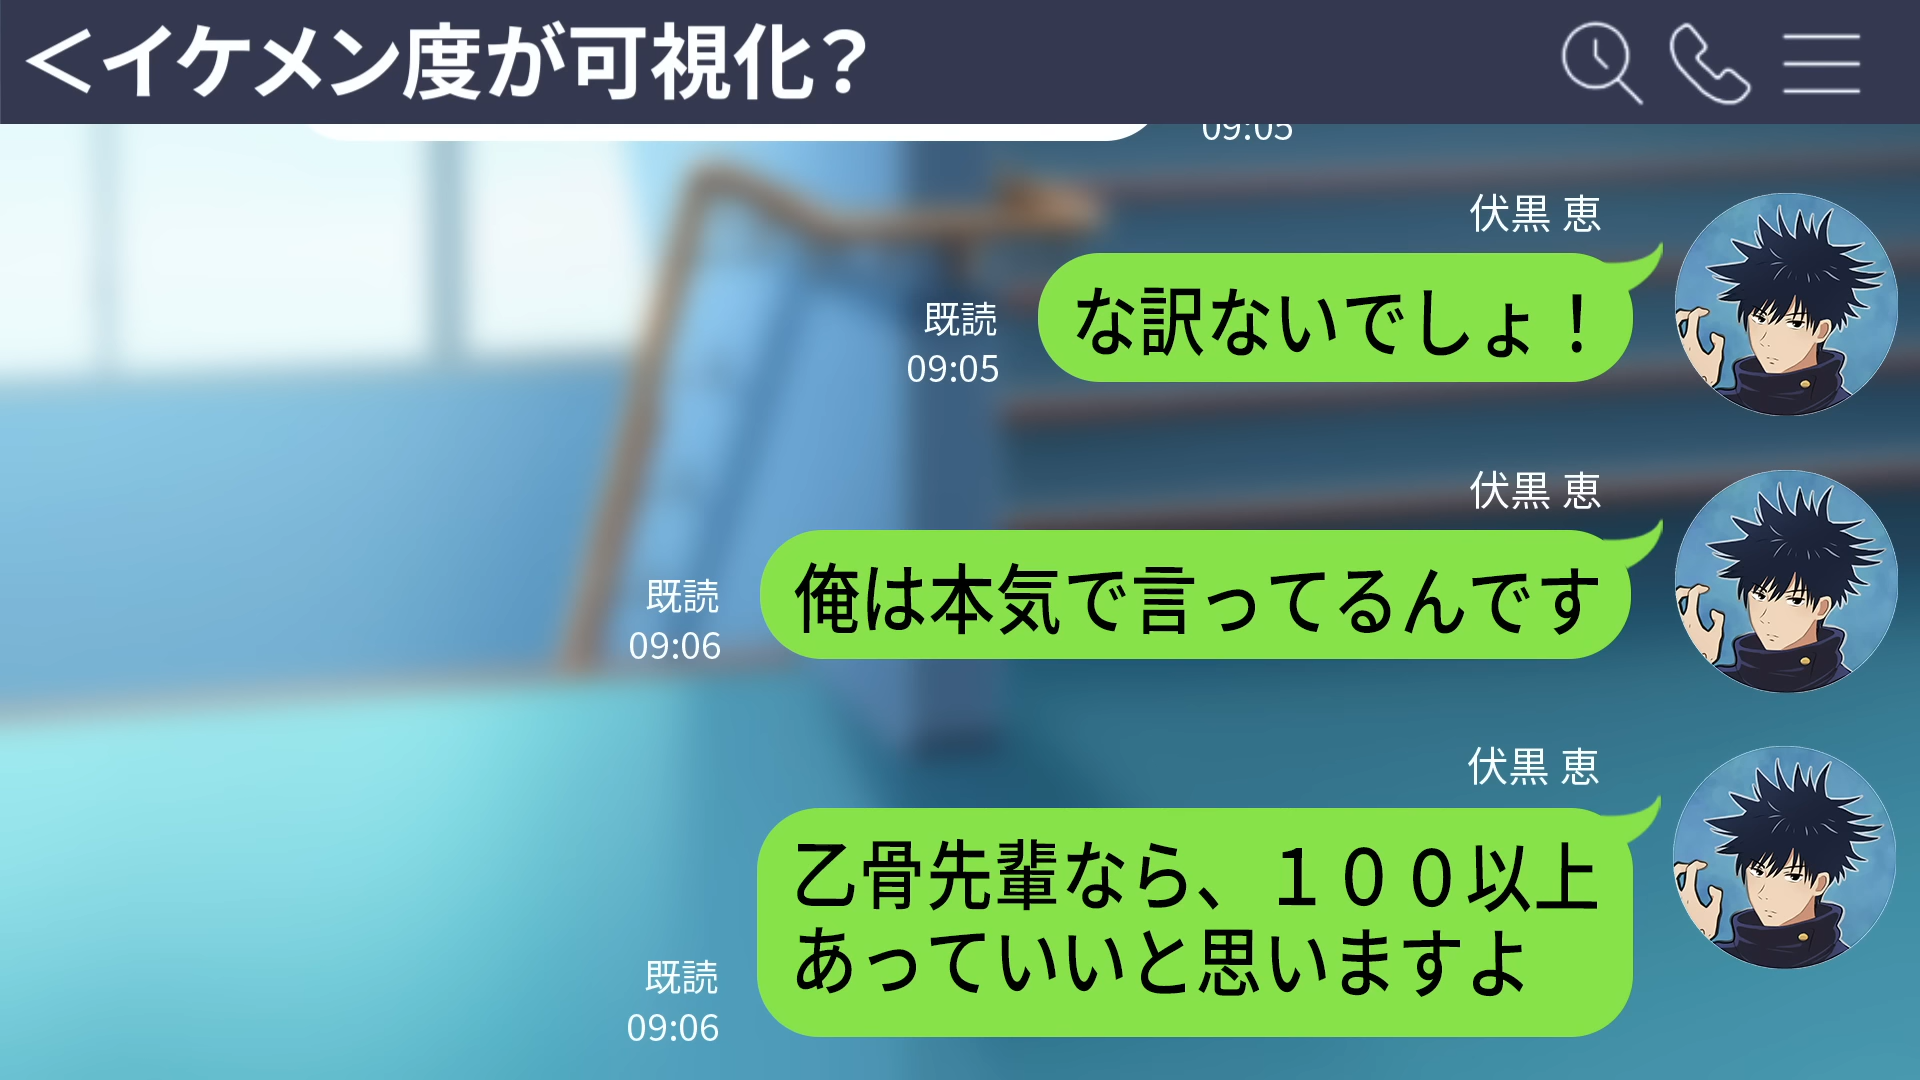 ＜イケメン度が可視化？
09:05
伏黒 恵
な訳ないでしょ！
既読
09:05
伏黒 恵
俺は本気で言ってるんです
既読
09:06
伏黒 恵
乙骨先輩なら、１００以上
あっていいと思いますよ
既読
09:06